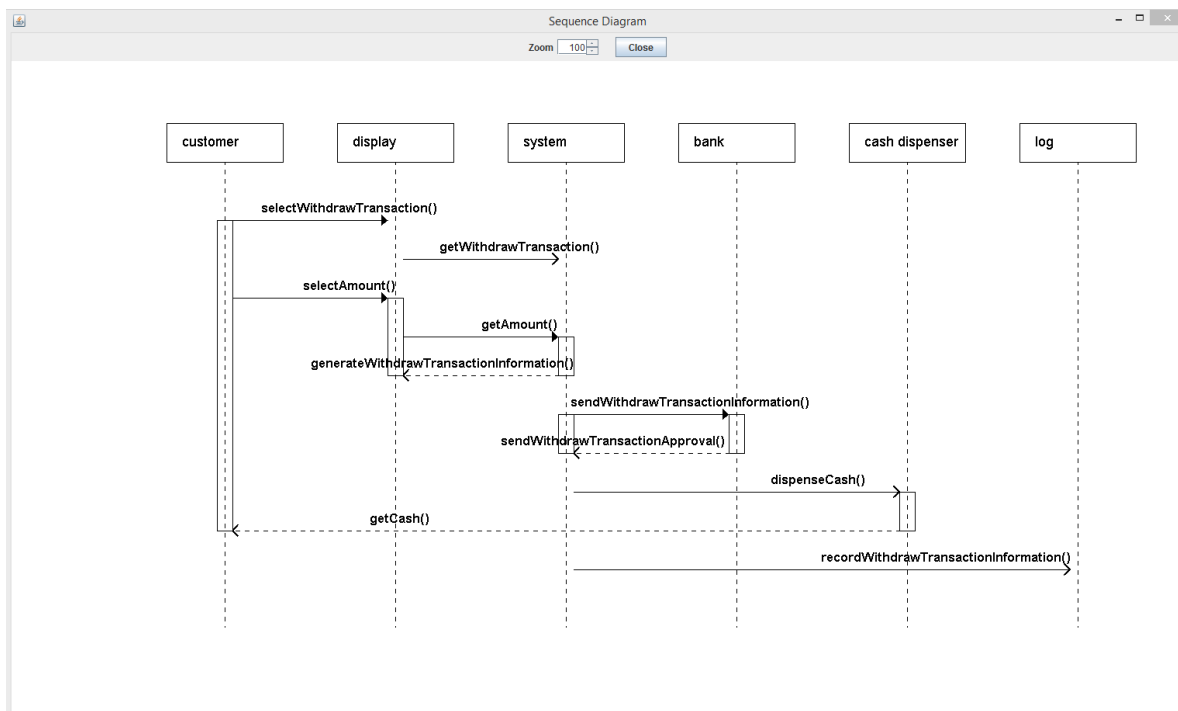 Sequence Diagram
Zoom 100 Close
customer display system bank cash dispenser log
selectWithdrawTransaction()
getWithdrawTransaction()
selectAmount()
getAmount()
generateWithdrawTransactionInformation()
sendWithdrawTransactionInformation()
sendWithdrawTransactionApproval()
dispenseCash()
getCash()
recordWithdrawTransactionInformation()